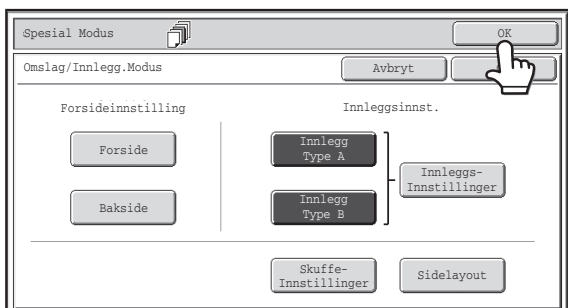 Spesial Modus
OK
Omslag/Innlegg.Modus
Avbryt
Forsideinnstilling
Innleggsinnst.
Forside
Innlegg
Type A
Innleggs-
Innstillinger
Bakside
Innlegg
Type B
Skuffe-
Innstillinger
Sidelayout